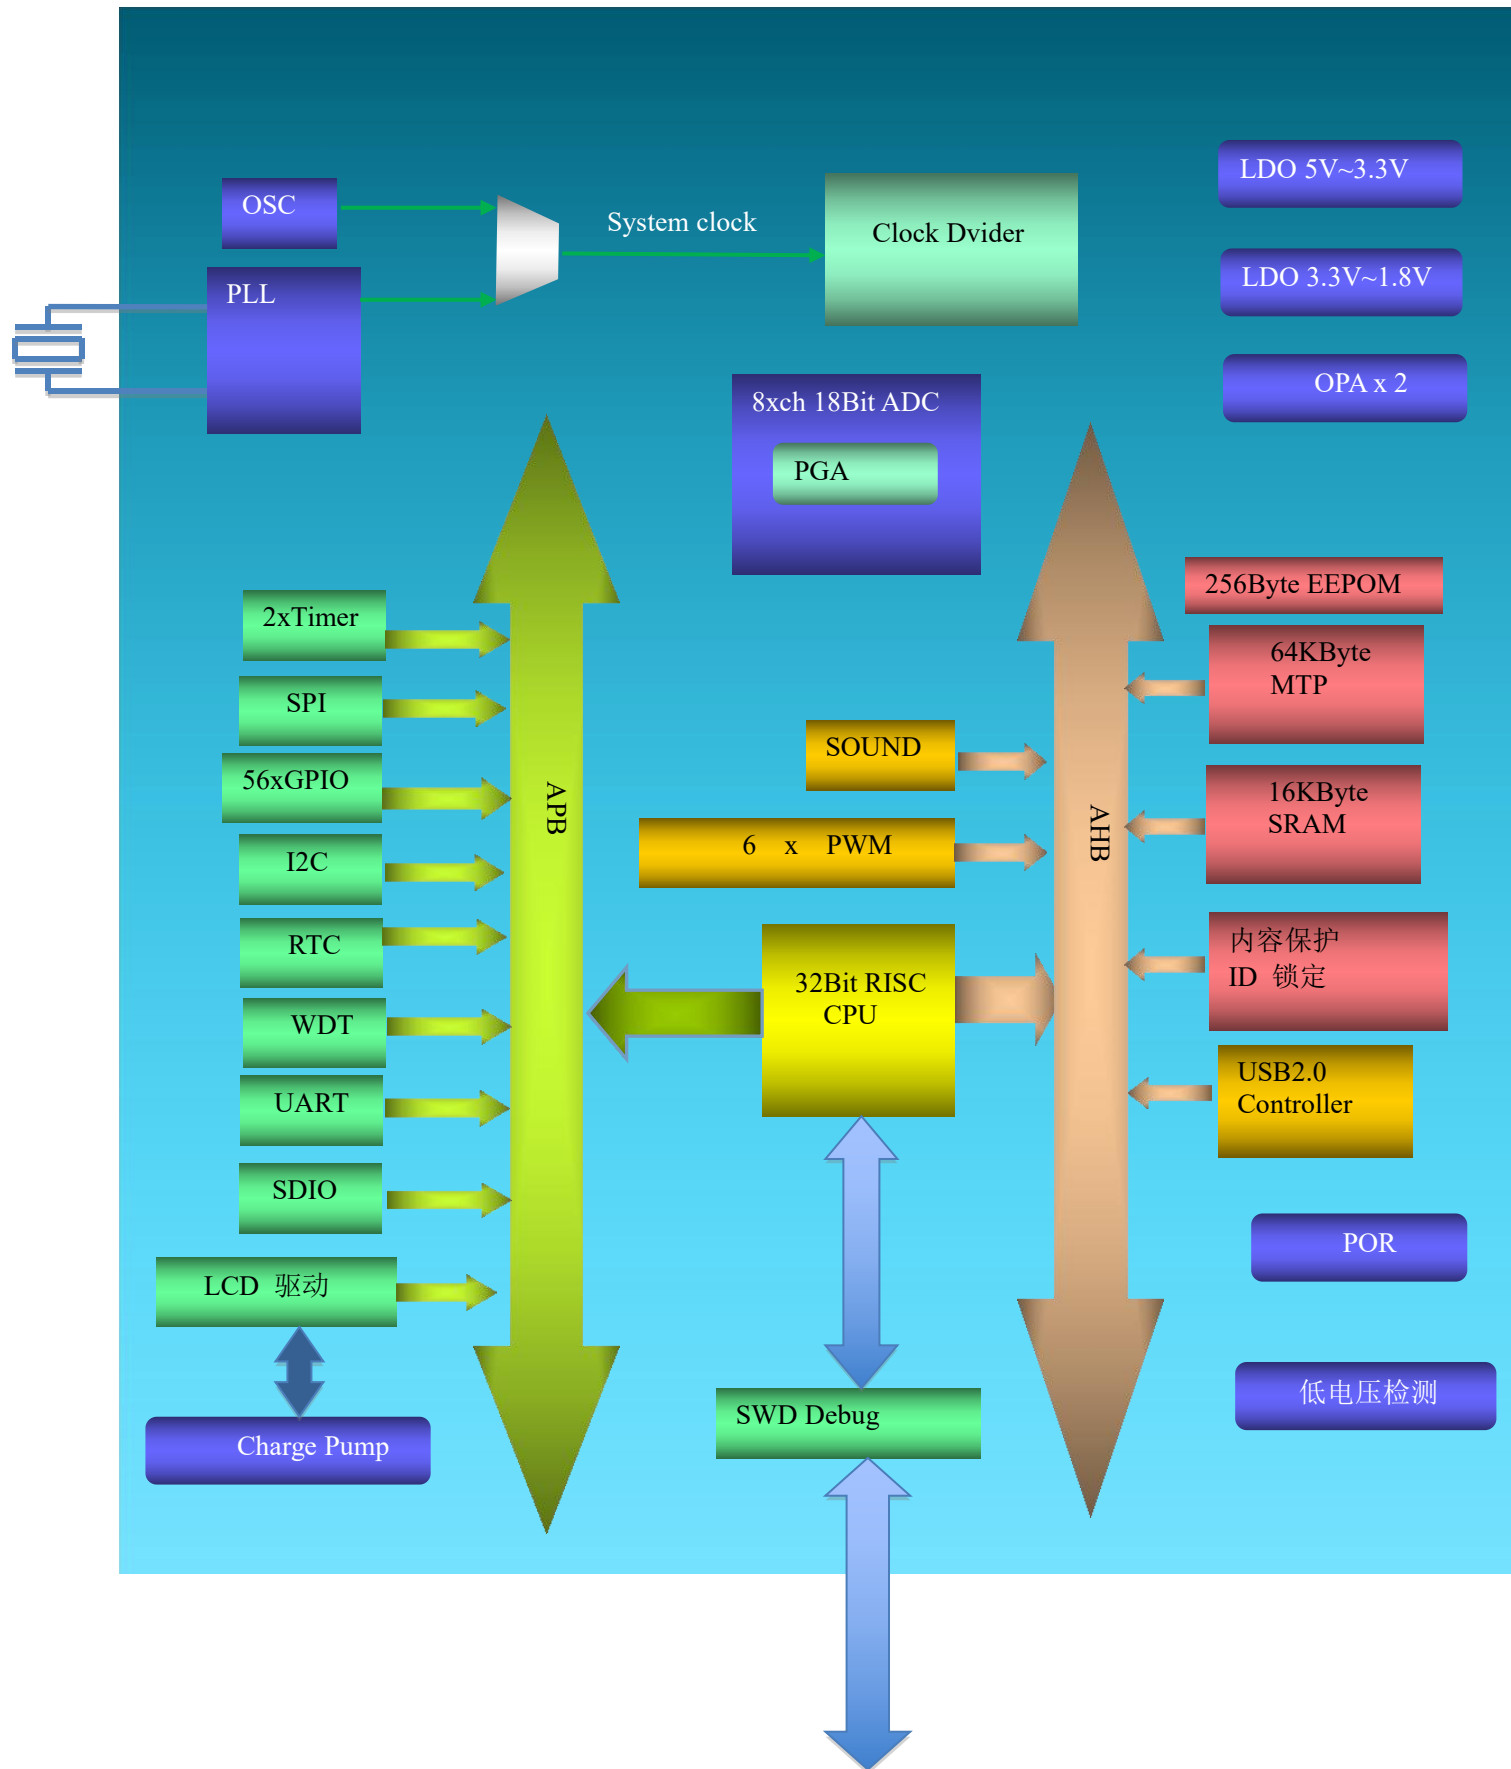 LDO 5V~3.3V
OSC
System clock
Clock Dvider
LDO 3.3V~1.8V
PLL
OPA x 2
8xch 18Bit ADC
PGA
256Byte EEPOM
2xTimer
64KByte
MTP
SPI
SOUND
56xGPIO
APB
AHB
16KByte
SRAM
6 x PWM
I2C
RTC
内容保护
ID 锁定
32Bit RISC
CPU
WDT
USB2.0
Controller
UART
SDIO
POR
LCD 驱动
低电压检测
SWD Debug
Charge Pump